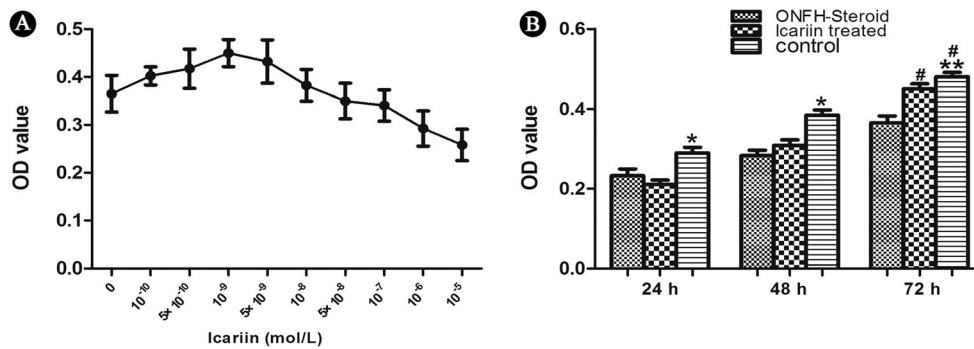 A
OD value
0.5
0.4
0.3
0.2
0.1
0.0
0
10⁻¹⁰
5×10⁻¹⁰
10⁻⁹
5×10⁻⁹
10⁻⁸
5×10⁻⁸
10⁻⁷
10⁻⁶
10⁻⁵
Icariin (mol/L)
B
ONFH-Steroid
Icariin treated
control
OD value
0.6
0.4
0.2
0.0
*
*
#
#
**
24 h
48 h
72 h